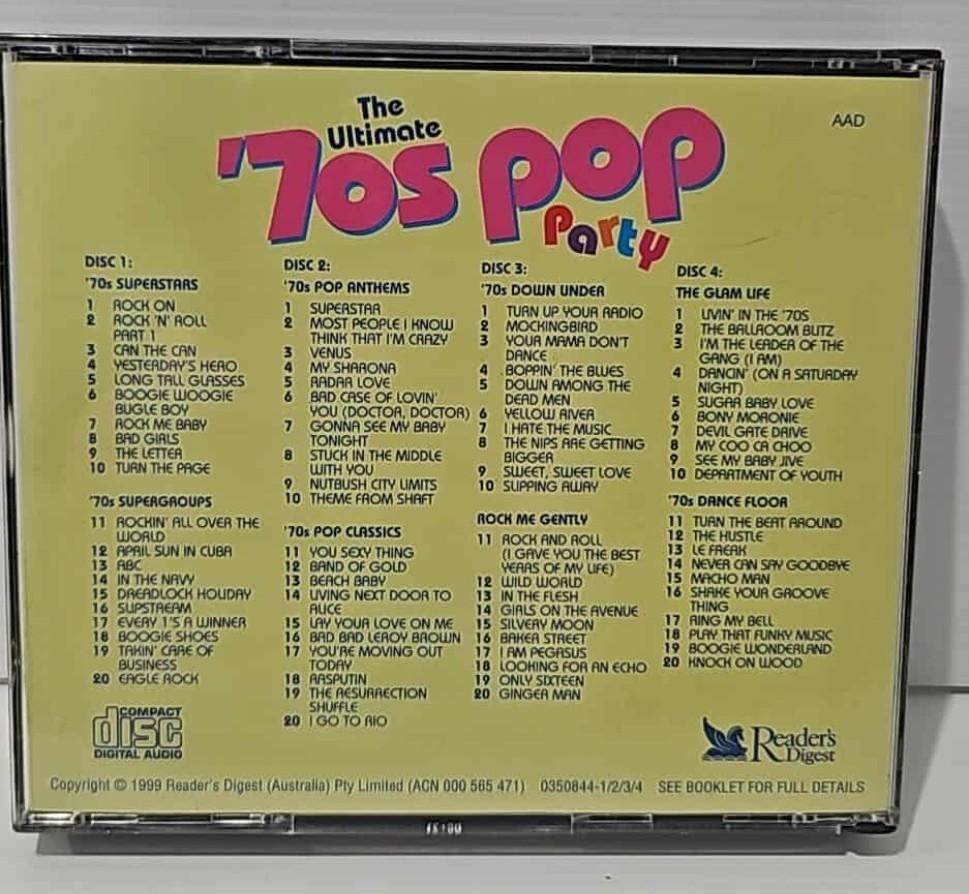 The
Ultimate
'70s POP
Party
AAD
DISC 1:
'70s SUPERSTARS
1 ROCK ON
2 ROCK 'N' ROLL
PART 1
3 CAN THE CAN
4 YESTERDAY'S HERO
5 LONG TALL GLASSES
6 BOOGIE WOOGIE
BUGLE BOY
7 ROCK ME BABY
8 BAD GIRLS
9 THE LETTER
10 TURN THE PAGE
'70s SUPERGROUPS
11 ROCKIN' ALL OVER THE
WORLD
12 APRIL SUN IN CUBA
13 ABC
14 IN THE NAVY
15 DREADLOCK HOLIDAY
16 SLIPSTREAM
17 EVERY 1'S A WINNER
18 BOOGIE SHOES
19 TAKIN' CARE OF
BUSINESS
20 EAGLE ROCK
DISC 2:
'70s POP ANTHEMS
1 SUPERSTAR
2 MOST PEOPLE I KNOW
THINK THAT I'M CRAZY
3 VENUS
4 MY SHARONA
5 RADAR LOVE
6 BAD CASE OF LOVIN'
YOU (DOCTOR, DOCTOR)
7 GONNA SEE MY BABY
TONIGHT
8 STUCK IN THE MIDDLE
WITH YOU
9 NUTBUSH CITY LIMITS
10 THEME FROM SHAFT
'70s POP CLASSICS
11 YOU SEXY THING
12 BAND OF GOLD
13 BEACH BABY
14 LIVING NEXT DOOR TO
ALICE
15 LAY YOUR LOVE ON ME
16 BAD BAD LEROY BROWN
17 YOU'RE MOVING OUT
TODAY
18 RASPUTIN
19 THE RESURRECTION
SHUFFLE
20 I GO TO RIO
DISC 3:
'70s DOWN UNDER
1 TURN UP YOUR RADIO
2 MOCKINGBIRD
3 YOUR MAMA DON'T
DANCE
4 BOPPIN' THE BLUES
5 DOWN AMONG THE
DEAD MEN
6 YELLOW RIVER
7 I HATE THE MUSIC
8 THE NIPS ARE GETTING
BIGGER
9 SWEET, SWEET LOVE
10 SLIPPING AWAY
ROCK ME GENTLY
11 ROCK AND ROLL
(I GAVE YOU THE BEST
YEARS OF MY LIFE)
12 WILD WORLD
13 IN THE FLESH
14 GIRLS ON THE AVENUE
15 SILVERY MOON
16 BAKER STREET
17 I AM PEGASUS
18 LOOKING FOR AN ECHO
19 ONLY SIXTEEN
20 GINGER MAN
DISC 4:
THE GLAM LIFE
1 LIVIN' IN THE '70S
2 THE BALLROOM BLITZ
3 I'M THE LEADER OF THE
GANG (I AM)
4 DANCIN' (ON A SATURDAY
NIGHT)
5 SUGAR BABY LOVE
6 BONY MORONIE
7 DEVIL GATE DRIVE
8 MY COO CA CHOO
9 SEE MY BABY JIVE
10 DEPARTMENT OF YOUTH
'70s DANCE FLOOR
11 TURN THE BEAT AROUND
12 THE HUSTLE
13 LE FREAK
14 NEVER CAN SAY GOODBYE
15 MACHO MAN
16 SHAKE YOUR GROOVE
THING
17 RING MY BELL
18 PLAY THAT FUNKY MUSIC
19 BOOGIE WONDERLAND
20 KNOCK ON WOOD
COMPACT
disc
DIGITAL AUDIO
Reader's
Digest
Copyright © 1999 Reader's Digest (Australia) Pty Limited (ACN 000 565 471) 0350844-1/2/3/4 SEE BOOKLET FOR FULL DETAILS